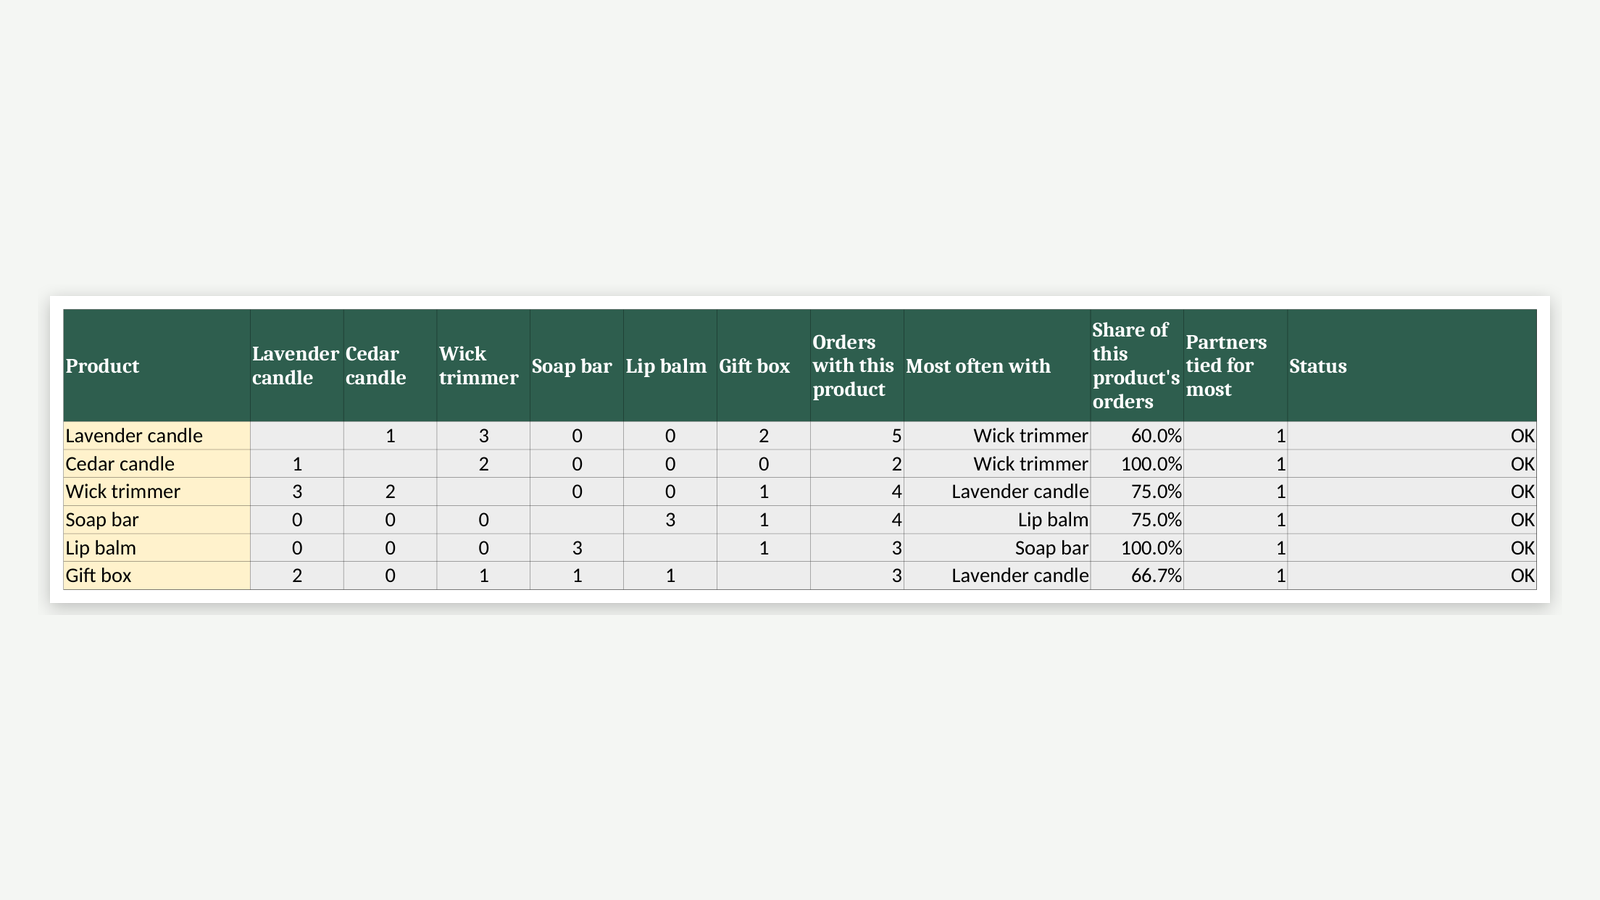 Product Lavender candle Cedar candle Wick trimmer Soap bar Lip balm Gift box Orders with this product Most often with Share of this product's orders Partners tied for most Status
Lavender candle 1 3 0 0 2 5 Wick trimmer 60.0% 1 OK
Cedar candle 1 2 0 0 0 2 Wick trimmer 100.0% 1 OK
Wick trimmer 3 2 0 0 1 4 Lavender candle 75.0% 1 OK
Soap bar 0 0 0 3 1 4 Lip balm 75.0% 1 OK
Lip balm 0 0 0 3 1 3 Soap bar 100.0% 1 OK
Gift box 2 0 1 1 1 3 Lavender candle 66.7% 1 OK